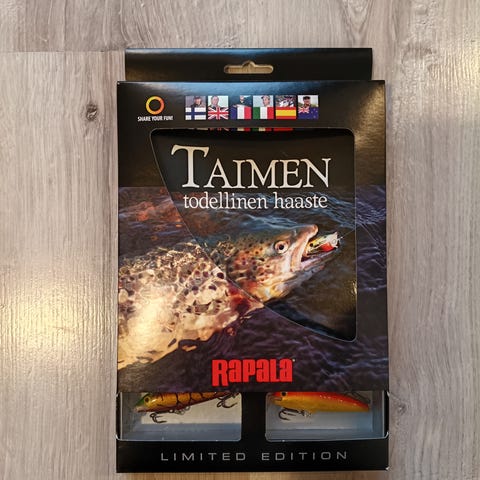 SHARE YOUR FUN!
TAIMEN
todellinen haaste
RAPALA
LIMITED EDITION